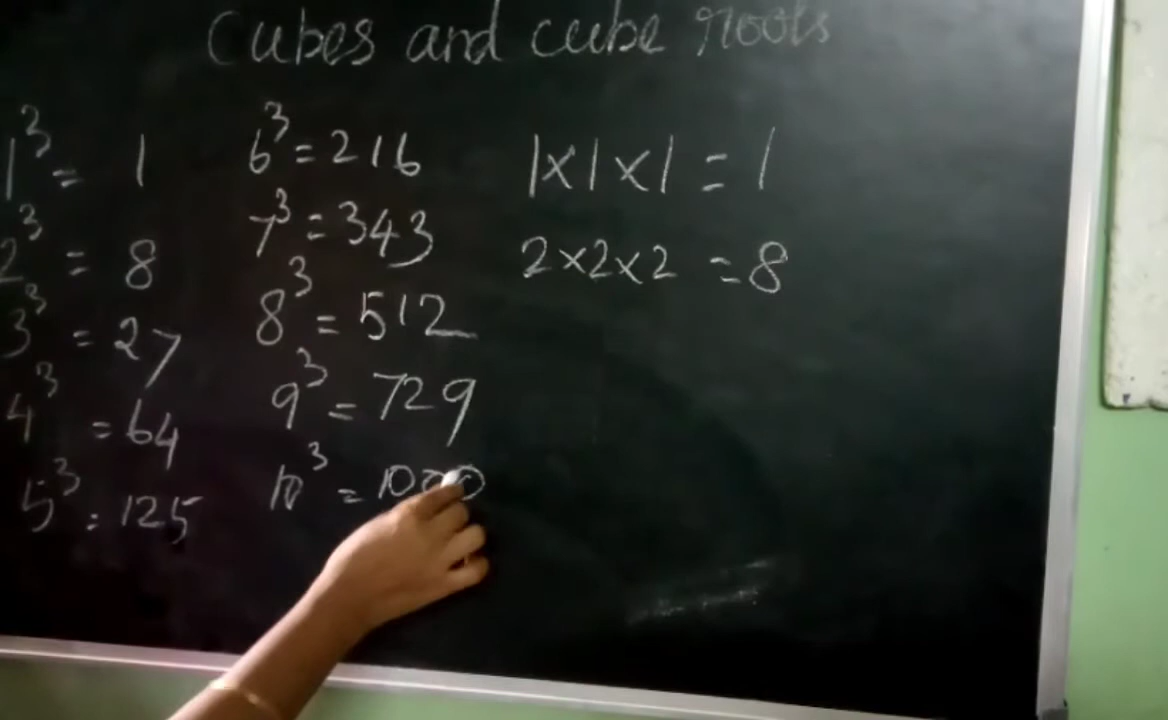 Cubes and cube roots
1³ = 1
2³ = 8
3³ = 27
4³ = 64
5³ = 125
6³ = 216
7³ = 343
8³ = 512
9³ = 729
10³ = 1000
1×1×1 = 1
2×2×2 = 8